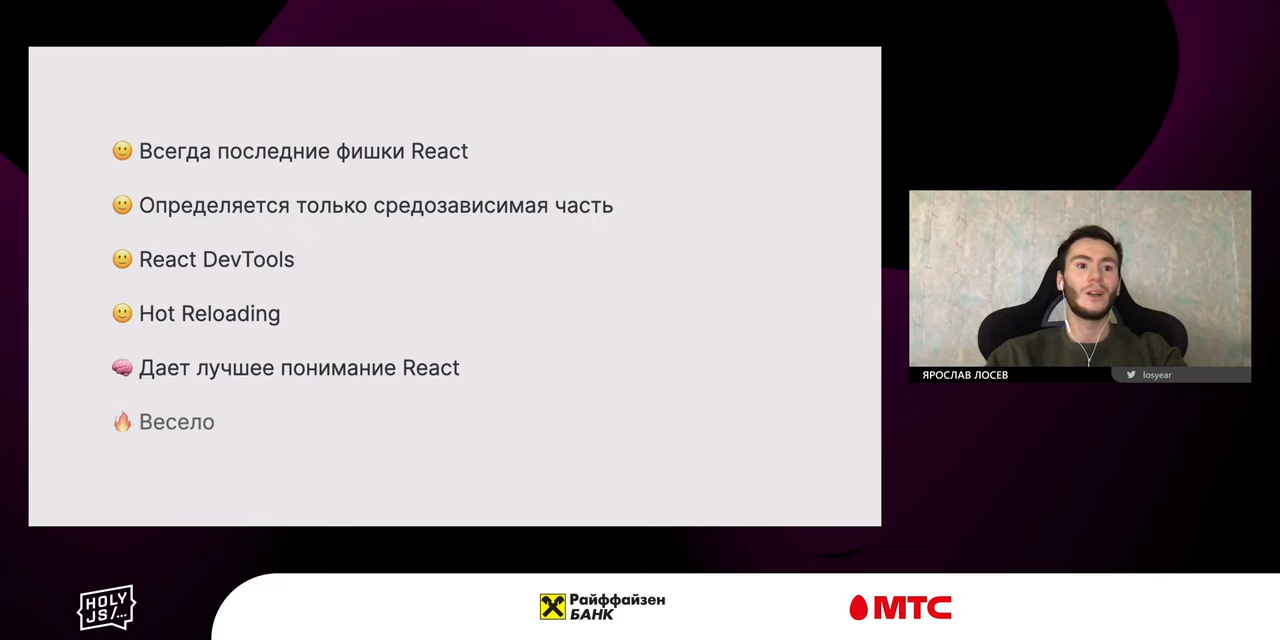 Всегда последние фишки React
Определяется только средозависимая часть
React DevTools
Hot Reloading
Дает лучшее понимание React
Весело
ЯРОСЛАВ ЛОСЕВ
losyear
HOLY
JS/...
Райффайзен
БАНК
МТС